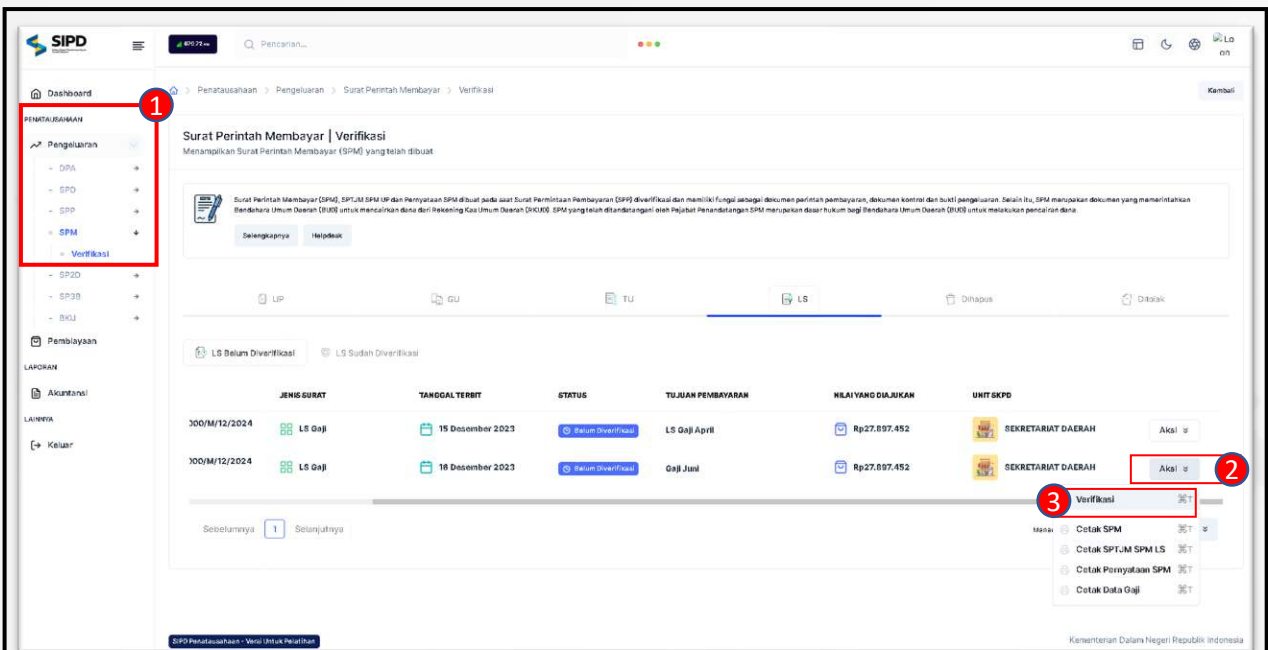 SIPD
Pencarian...
Lo
on
Dashboard
PENATAUSAHAAN
Pengeluaran
DPA
SPD
SPP
SPM
Verifikasi
SP2D
SP3B
BKU
Pembiayaan
LAPORAN
Akuntansi
LAINNYA
Keluar
1
Penatausahaan > Pengeluaran > Surat Perintah Membayar > Verifikasi
Kembali
Surat Perintah Membayar | Verifikasi
Menampilkan Surat Perintah Membayar (SPM) yang telah dibuat
Surat Perintah Membayar (SPM), SPTJM SPM UP dan Pernyataan SPM dibuat pada saat Surat Permintaan Pembayaran (SPP) diverifikasi dan memiliki fungsi sebagai dokumen perintah pembayaran, dokumen kontrol dan bukti pengeluaran. Selain itu, SPM merupakan dokumen yang memerintahkan
Bendahara Umum Daerah (BUD) untuk mencairkan dana dari Rekening Kas Umum Daerah (RKUD). SPM yang telah ditandatangani oleh Pejabat Penandatangan SPM merupakan dasar hukum bagi Bendahara Umum Daerah (BUD) untuk melakukan pencairan dana.
Selengkapnya Helpdesk
UP GU TU LS Dihapus Ditolak
LS Belum Diverifikasi LS Sudah Diverifikasi
JENIS SURAT TANGGAL TERBIT STATUS TUJUAN PEMBAYARAN NILAI YANG DIAJUKAN UNIT SKPD
000/M/12/2024 LS Gaji 15 Desember 2023 Belum Diverifikasi LS Gaji April Rp27.897.452 SEKRETARIAT DAERAH Aksi
000/M/12/2024 LS Gaji 16 Desember 2023 Belum Diverifikasi Gaji Juni Rp27.897.452 SEKRETARIAT DAERAH Aksi 2
3 Verifikasi ⌘T
Sebelumnya 1 Selanjutnya
Cetak SPM ⌘T
Cetak SPTJM SPM LS ⌘T
Cetak Pernyataan SPM ⌘T
Cetak Data Gaji ⌘T
SIPD Penatausahaan - Versi Untuk Pelatihan
Kementerian Dalam Negeri Republik Indonesia